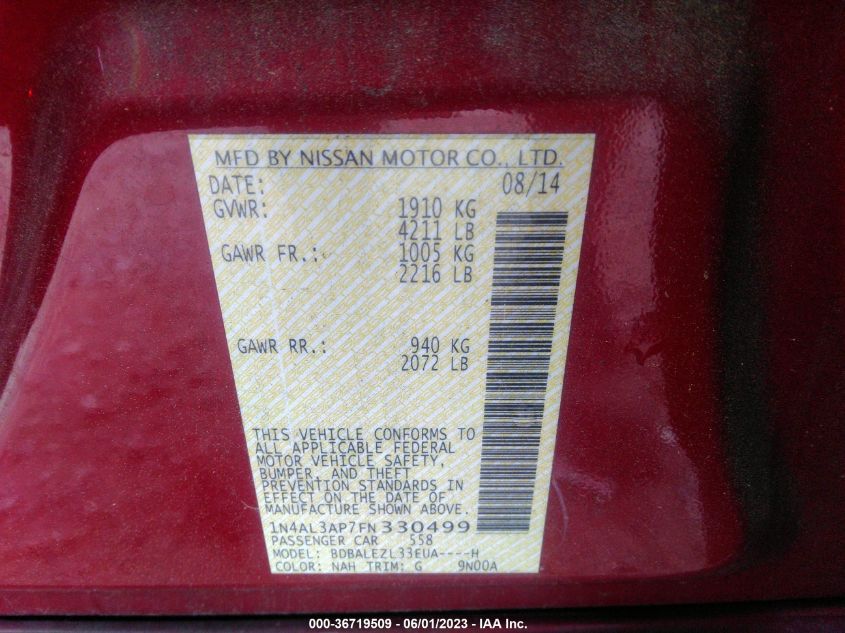 MFD BY NISSAN MOTOR CO., LTD.
DATE: 08/14
GVWR: 1910 KG
4211 LB
GAWR FR.: 1005 KG
2216 LB
GAWR RR.: 940 KG
2072 LB
THIS VEHICLE CONFORMS TO
ALL APPLICABLE FEDERAL
MOTOR VEHICLE SAFETY,
BUMPER, AND THEFT
PREVENTION STANDARDS IN
EFFECT ON THE DATE OF
MANUFACTURE SHOWN ABOVE.
1N4AL3AP7FN330499
PASSENGER CAR 558
MODEL: BDBALEZL33EUA----H
COLOR: NAH TRIM: G 9N00A
000-36719509 - 06/01/2023 - IAA Inc.